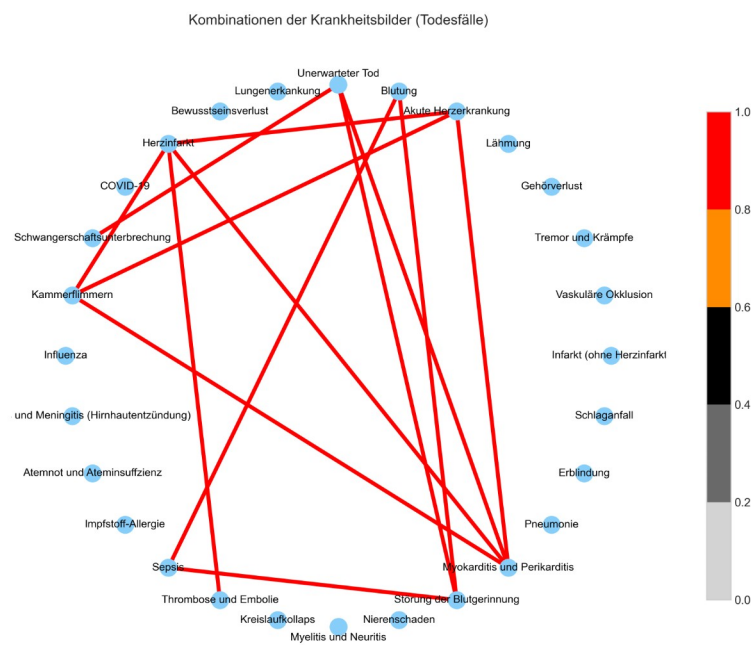 Kombinationen der Krankheitsbilder (Todesfälle)
Unerwarteter Tod
Lungenerkankung
Blutung
Bewusstseinsverlust
Akute Herzerkrankung
Herzinfarkt
Lähmung
COVID-19
Gehörverlust
Schwangerschaftsunterbrechung
Tremor und Krämpfe
Kammerflimmern
Vaskuläre Okklusion
Influenza
Infarkt (ohne Herzinfarkt
und Meningitis (Hirnhautentzündung)
Schlaganfall
Atemnot und Ateminsuffzienz
Erblindung
Impfstoff-Allergie
Pneumonie
Sepsis
Myokarditis und Perikarditis
Thrombose und Embolie
Störung der Blutgerinnung
Kreislaufkollaps
Nierenschaden
Myelitis und Neuritis
1.0
0.8
0.6
0.4
0.2
0.0